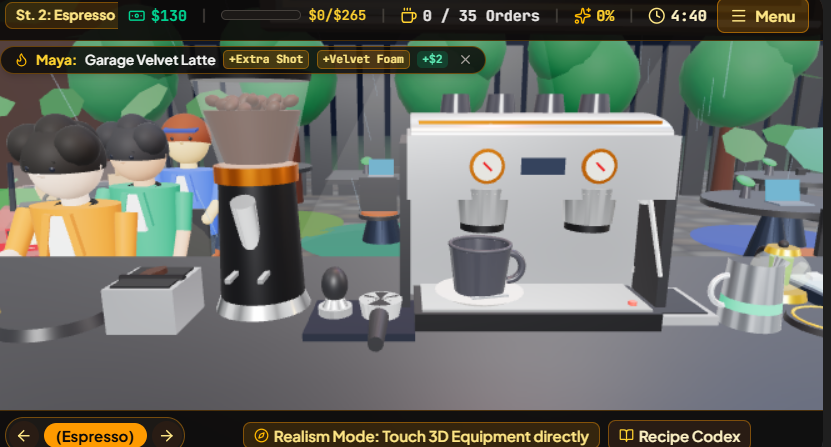 St. 2: Espresso $130 $0/$265 0 / 35 Orders 0% 4:40 Menu
Maya: Garage Velvet Latte +Extra Shot +Velvet Foam +$2
(Espresso) Realism Mode: Touch 3D Equipment directly Recipe Codex